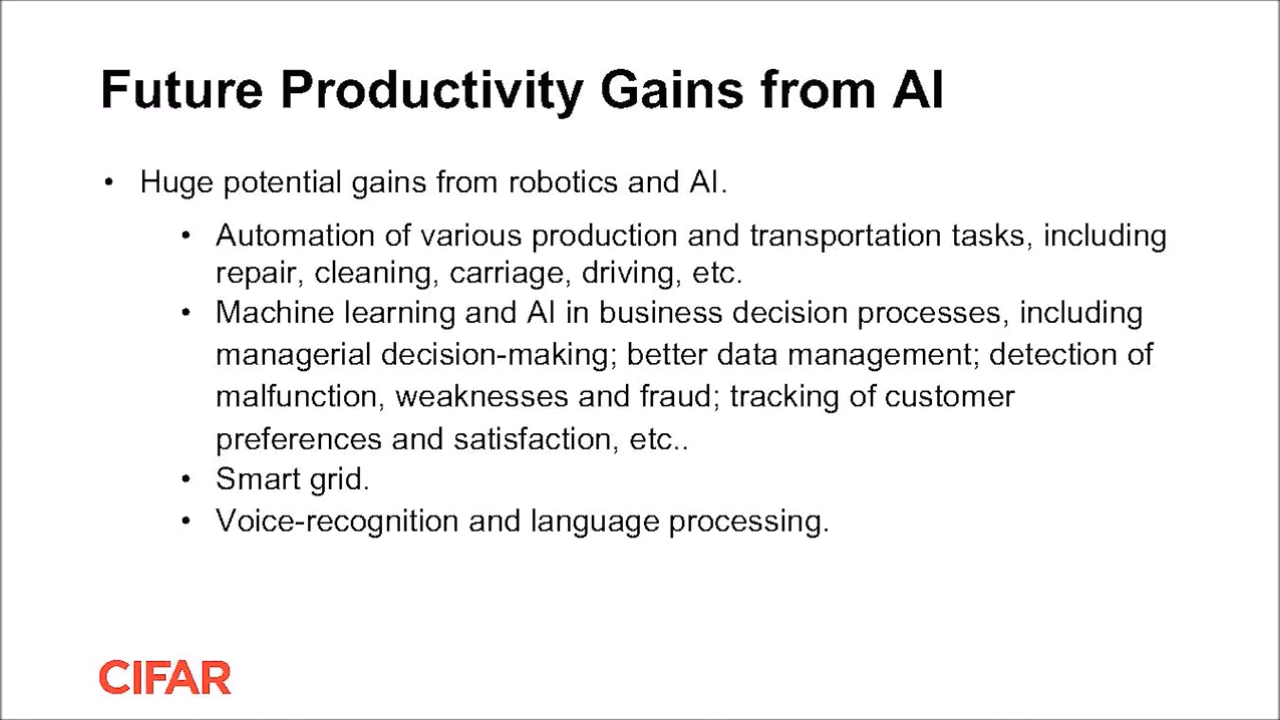 Future Productivity Gains from AI
• Huge potential gains from robotics and AI.
• Automation of various production and transportation tasks, including
repair, cleaning, carriage, driving, etc.
• Machine learning and AI in business decision processes, including
managerial decision-making; better data management; detection of
malfunction, weaknesses and fraud; tracking of customer
preferences and satisfaction, etc..
• Smart grid.
• Voice-recognition and language processing.
CIFAR